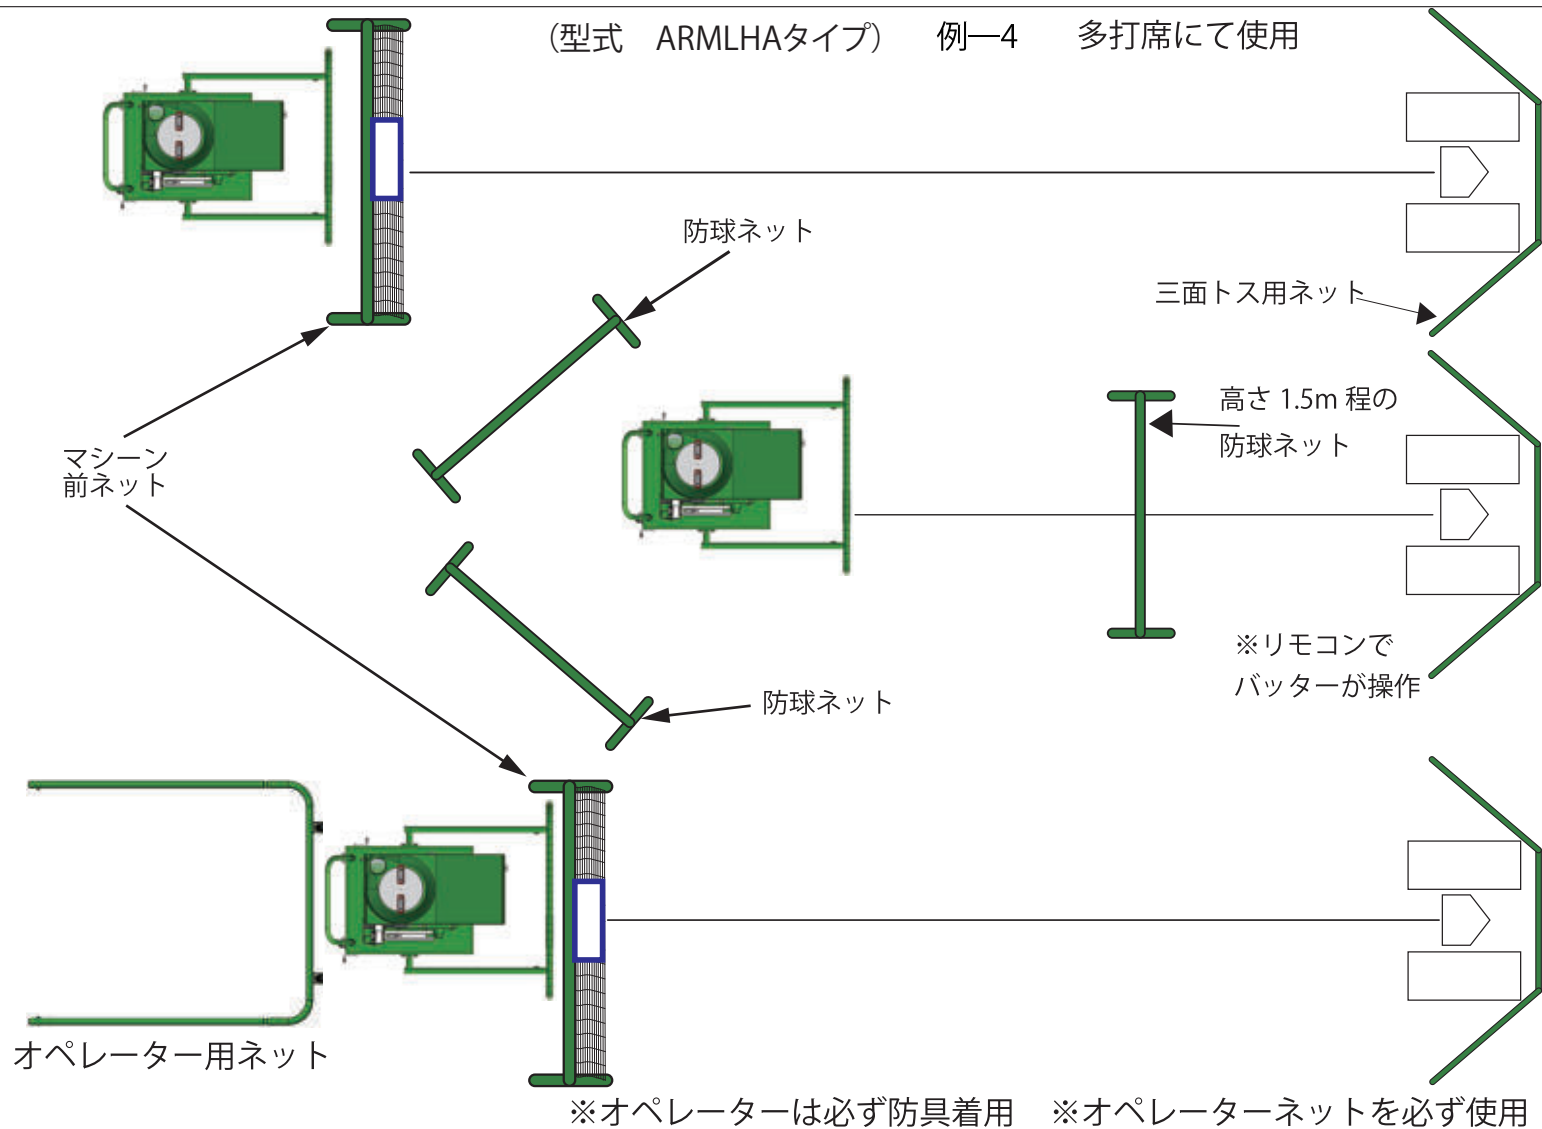 （型式　ARMLHAタイプ）　例―4　多打席にて使用
防球ネット
三面トス用ネット
高さ 1.5m 程の
防球ネット
マシーン
前ネット
※リモコンで
バッターが操作
防球ネット
オペレーター用ネット
※オペレーターは必ず防具着用　※オペレーターネットを必ず使用